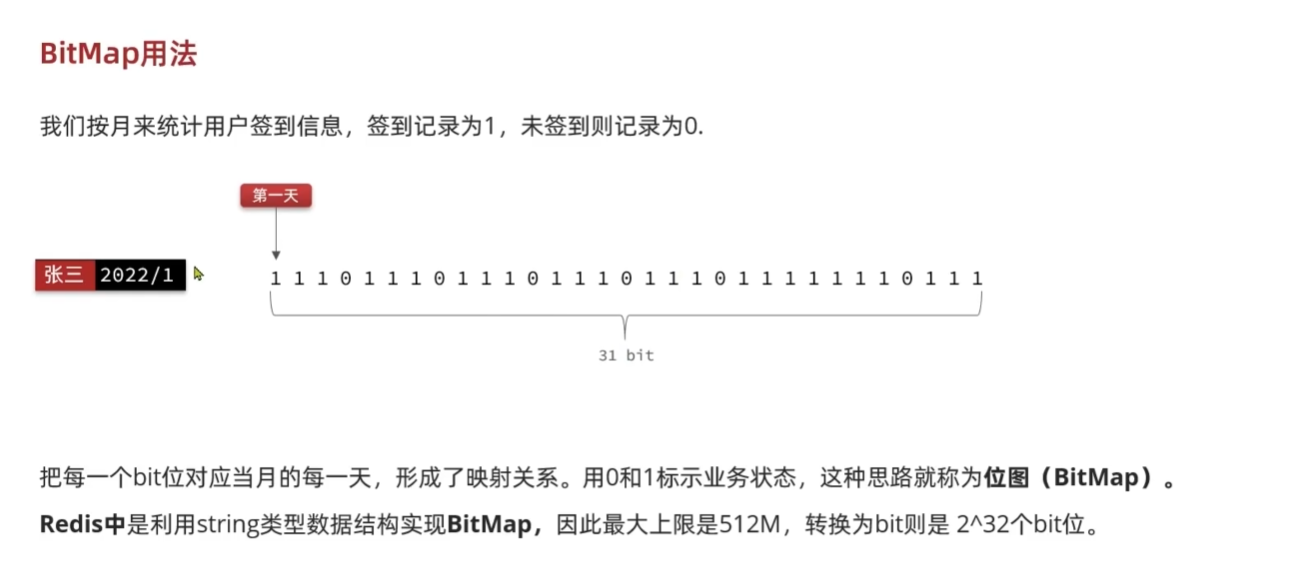 BitMap用法
我们按月来统计用户签到信息，签到记录为1，未签到则记录为0.
第一天
张三 2022/1
1 1 1 0 1 1 1 0 1 1 1 0 1 1 1 0 1 1 1 0 1 1 1 1 1 1 1 0 1 1 1
31 bit
把每一个bit位对应当月的每一天，形成了映射关系。用0和1标示业务状态，这种思路就称为位图（BitMap）。
Redis中是利用string类型数据结构实现BitMap，因此最大上限是512M，转换为bit则是 2^32个bit位。